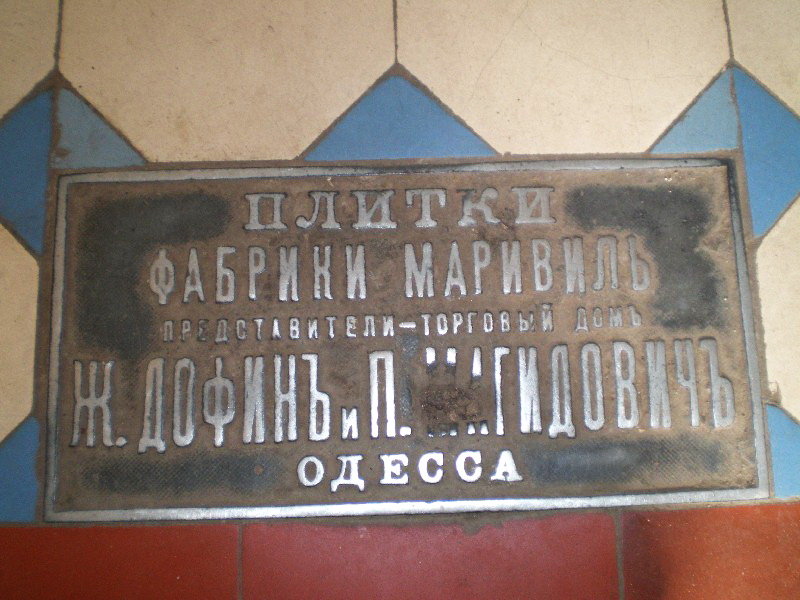 ПЛИТКИ
ФАБРИКИ МАРИВИЛЬ
ПРЕДСТАВИТЕЛИ-ТОРГОВЫЙ ДОМЪ
Ж. ДОФИНЪ и П. МАГИДОВИЧЪ
ОДЕССА